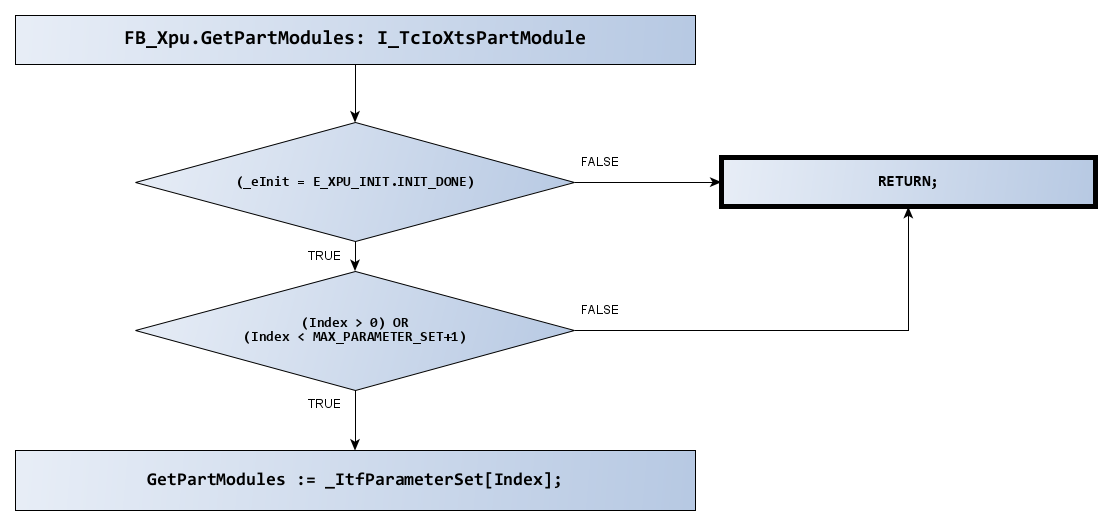 FB_Xpu.GetPartModules: I_TcIoXtsPartModule
(_eInit = E_XPU_INIT.INIT_DONE)
FALSE
RETURN;
TRUE
(Index > 0) OR
(Index < MAX_PARAMETER_SET+1)
FALSE
TRUE
GetPartModules := _ItfParameterSet[Index];